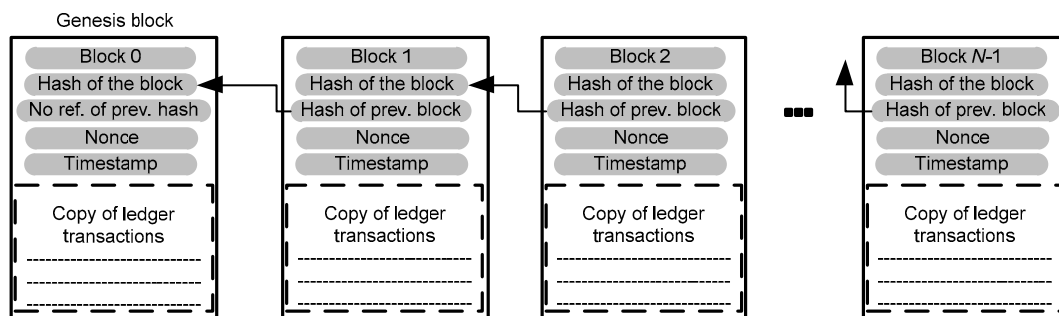 Genesis block
Block 0
Hash of the block
No ref. of prev. hash
Nonce
Timestamp
Copy of ledger
transactions
Block 1
Hash of the block
Hash of prev. block
Nonce
Timestamp
Copy of ledger
transactions
Block 2
Hash of the block
Hash of prev. block
Nonce
Timestamp
Copy of ledger
transactions
Block N-1
Hash of the block
Hash of prev. block
Nonce
Timestamp
Copy of ledger
transactions